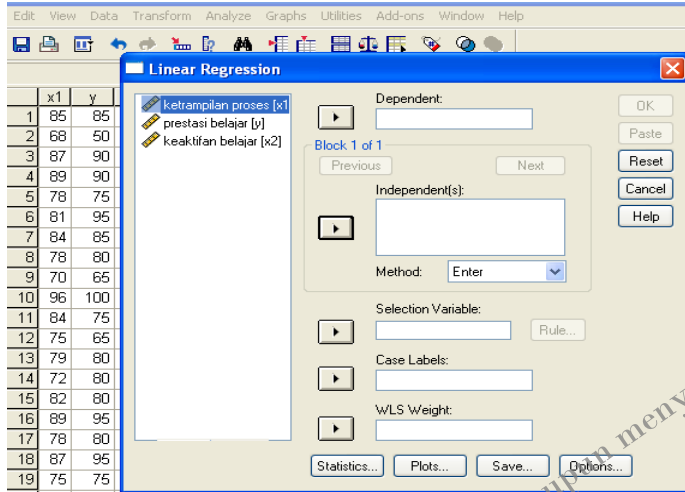 Edit View Data Transform Analyze Graphs Utilities Add-ons Window Help
Linear Regression
x1 y
1 85 85
2 68 50
3 87 90
4 89 90
5 78 75
6 81 95
7 84 85
8 78 80
9 70 65
10 96 100
11 84 75
12 75 65
13 79 80
14 72 80
15 82 80
16 89 95
17 78 80
18 87 95
19 75 75
ketrampilan proses [x1
prestasi belajar [y]
keaktifan belajar [x2]
Dependent:
Block 1 of 1
Previous Next
Independent(s):
Method: Enter
Selection Variable:
Rule...
Case Labels:
WLS Weight:
Statistics... Plots... Save... Options...
OK
Paste
Reset
Cancel
Help
upun meny